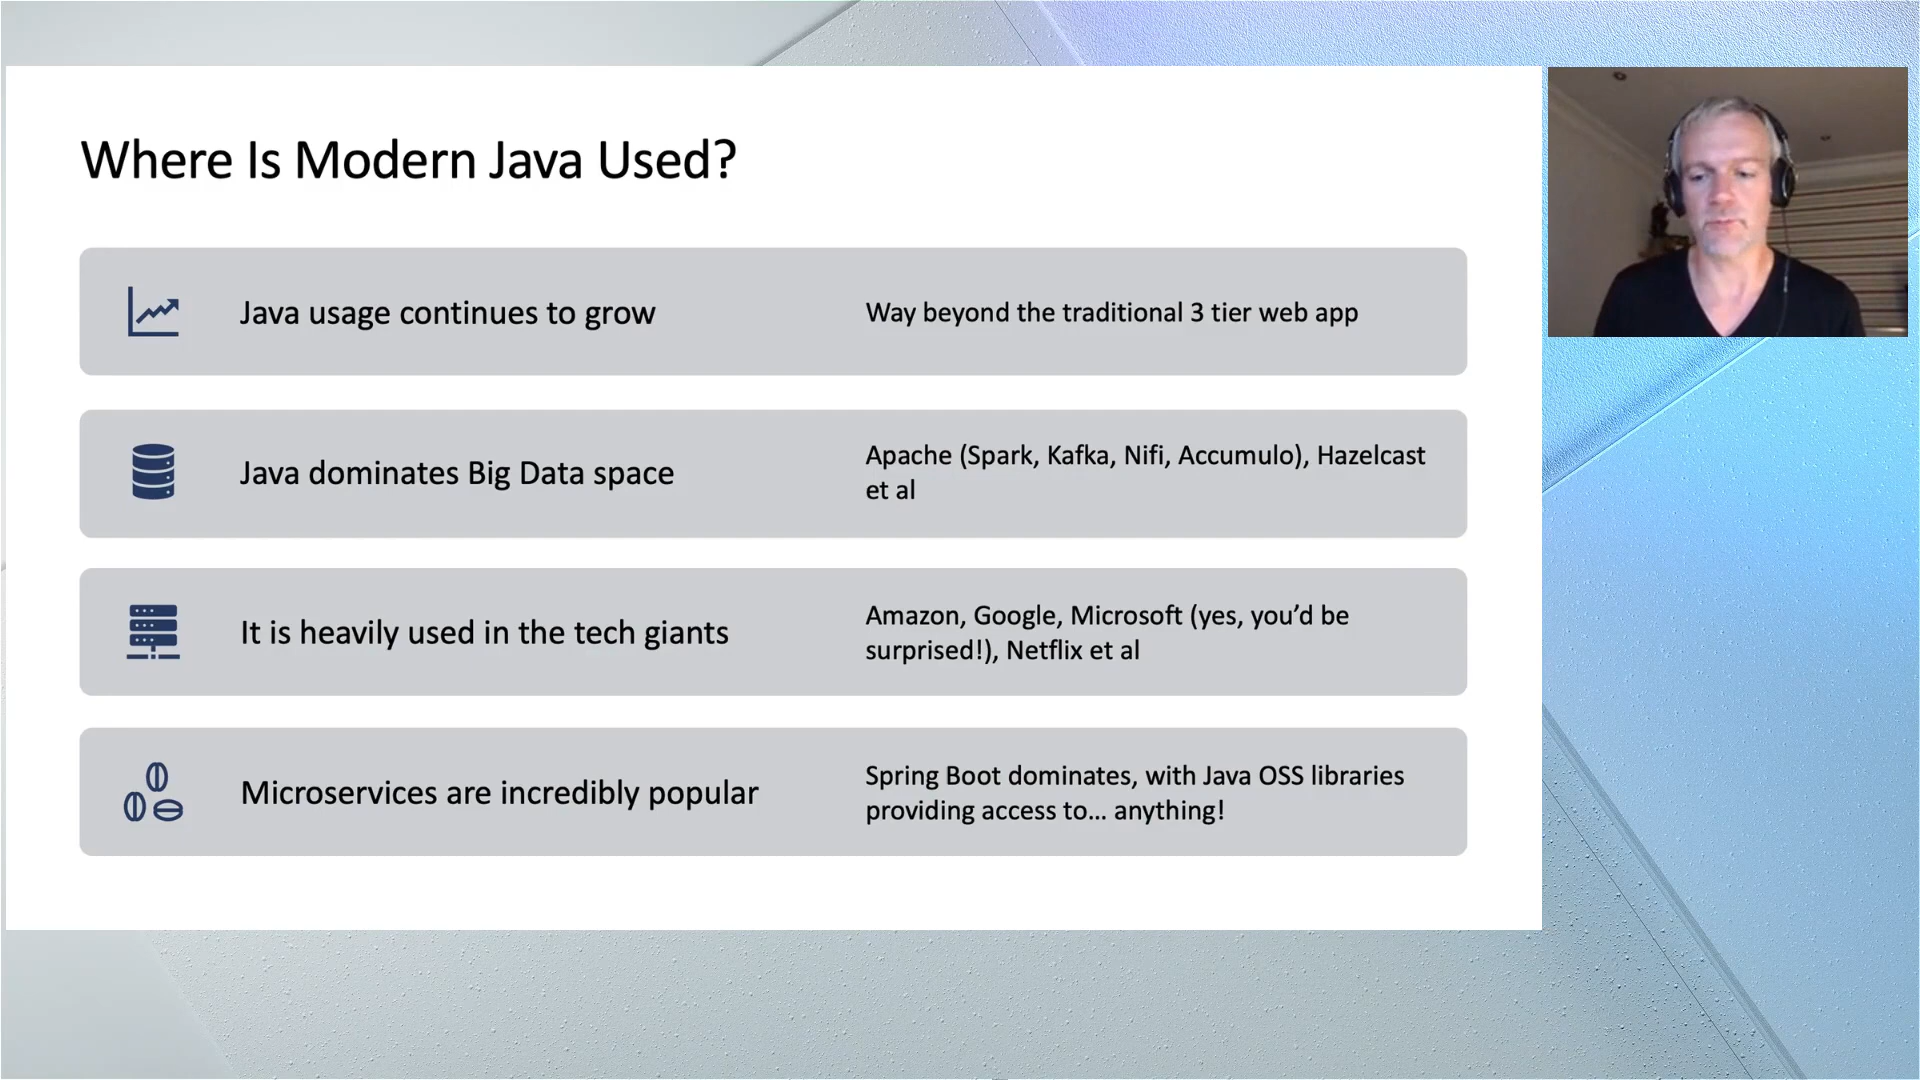 Where Is Modern Java Used?
Java usage continues to grow
Way beyond the traditional 3 tier web app
Java dominates Big Data space
Apache (Spark, Kafka, Nifi, Accumulo), Hazelcast
et al
It is heavily used in the tech giants
Amazon, Google, Microsoft (yes, you’d be
surprised!), Netflix et al
Microservices are incredibly popular
Spring Boot dominates, with Java OSS libraries
providing access to... anything!